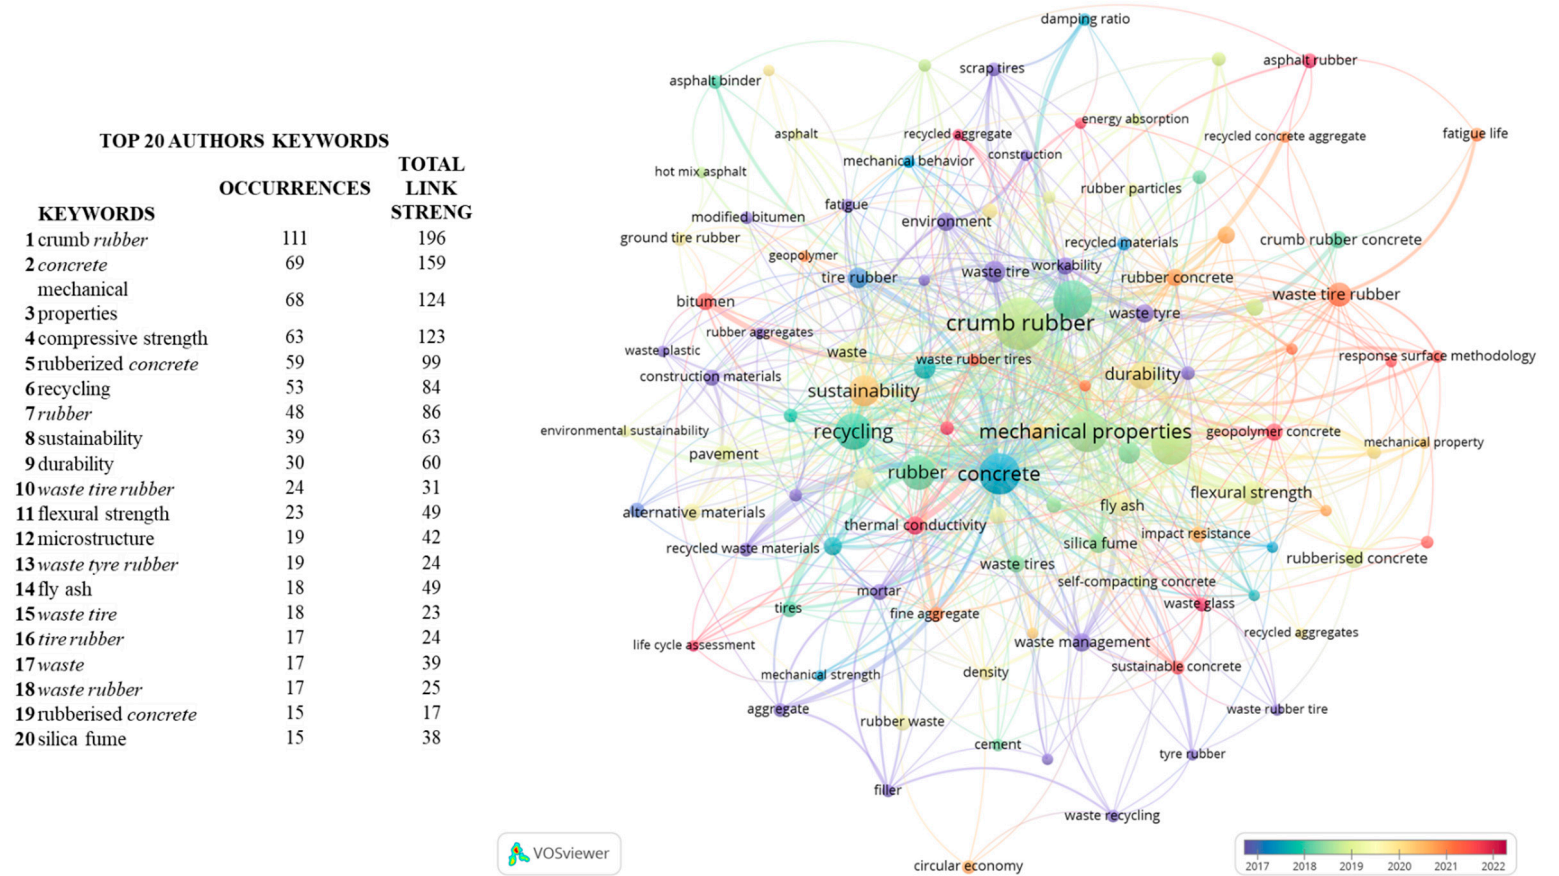 TOP 20 AUTHORS KEYWORDS
KEYWORDS OCCURRENCES TOTAL LINK STRENG
1 crumb rubber 111 196
2 concrete 69 159
3 mechanical properties 68 124
4 compressive strength 63 123
5 rubberized concrete 59 99
6 recycling 53 84
7 rubber 48 86
8 sustainability 39 63
9 durability 30 60
10 waste tire rubber 24 31
11 flexural strength 23 49
12 microstructure 19 42
13 waste tyre rubber 19 24
14 fly ash 18 49
15 waste tire 18 23
16 tire rubber 17 24
17 waste 17 39
18 waste rubber 17 25
19 rubberised concrete 15 17
20 silica fume 15 38
damping ratio
asphalt rubber
scrap tires
asphalt binder
energy absorption
asphalt
recycled aggregate
recycled concrete aggregate
fatigue life
construction
mechanical behavior
hot mix asphalt
rubber particles
fatigue
modified bitumen
environment
ground tire rubber
recycled materials
crumb rubber concrete
geopolymer
workability
waste tire
tire rubber
rubber concrete
waste tire rubber
bitumen
waste tyre
crumb rubber
rubber aggregates
waste plastic
waste
waste rubber tires
response surface methodology
construction materials
durability
sustainability
environmental sustainability
recycling
mechanical properties
geopolymer concrete
mechanical property
pavement
rubber
concrete
flexural strength
fly ash
alternative materials
thermal conductivity
impact resistance
silica fume
recycled waste materials
rubberised concrete
waste tires
self-compacting concrete
mortar
waste glass
tires
fine aggregate
recycled aggregates
life cycle assessment
waste management
sustainable concrete
mechanical strength
density
aggregate
waste rubber tire
rubber waste
cement
tyre rubber
filler
waste recycling
circular economy
VOSviewer
2017 2018 2019 2020 2021 2022